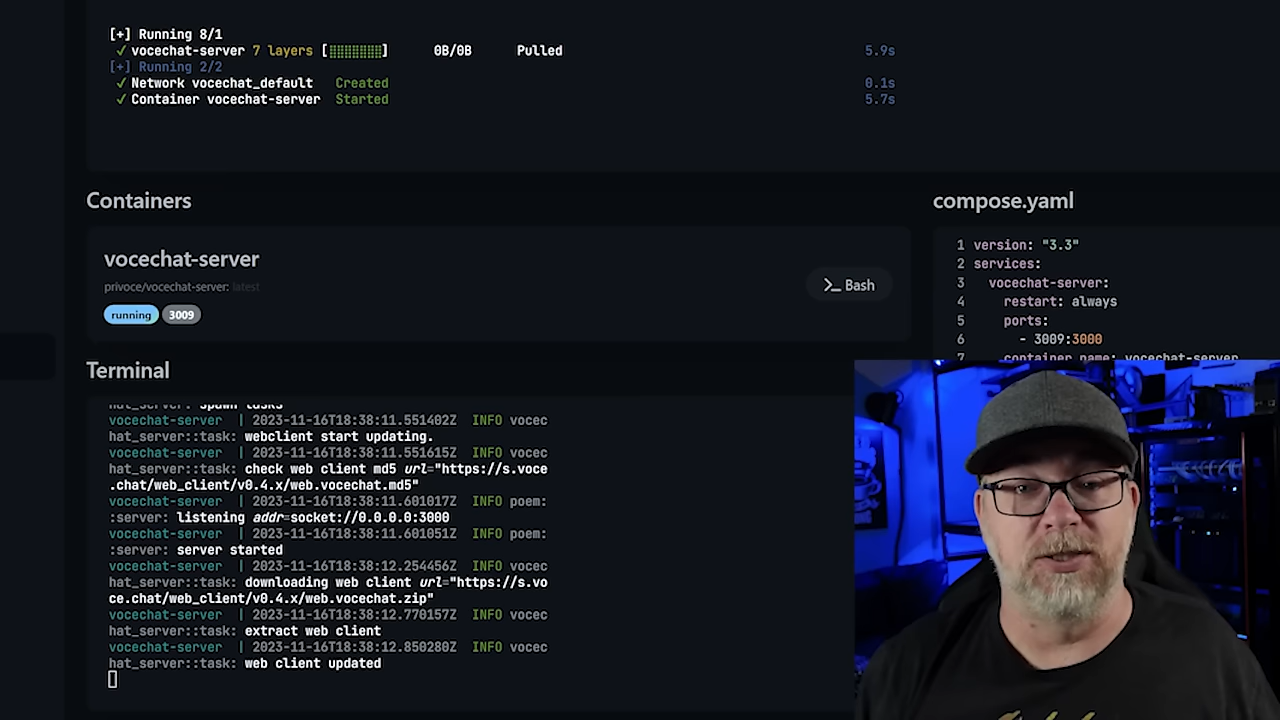 [+] Running 8/1
✓ vocechat-server 7 layers [⣿⣿⣿⣿⣿⣿⣿] 0B/0B Pulled 5.9s
[+] Running 2/2
✓ Network vocechat_default Created 0.1s
✓ Container vocechat-server Started 5.7s
Containers
vocechat-server
privoce/vocechat-server: latest
>_ Bash
running 3009
compose.yaml
1 version: "3.3"
2 services:
3 vocechat-server:
4 restart: always
5 ports:
6 - 3009:3000
7 container_name: vocechat-server
Terminal
hat_server: spawn tasks
vocechat-server | 2023-11-16T18:38:11.551402Z INFO vocec
hat_server::task: webclient start updating.
vocechat-server | 2023-11-16T18:38:11.551615Z INFO vocec
hat_server::task: check web client md5 url="https://s.voce
.chat/web_client/v0.4.x/web.vocechat.md5"
vocechat-server | 2023-11-16T18:38:11.601017Z INFO poem:
:server: listening addr=socket://0.0.0.0:3000
vocechat-server | 2023-11-16T18:38:11.601051Z INFO poem:
:server: server started
vocechat-server | 2023-11-16T18:38:12.254456Z INFO vocec
hat_server::task: downloading web client url="https://s.vo
ce.chat/web_client/v0.4.x/web.vocechat.zip"
vocechat-server | 2023-11-16T18:38:12.770157Z INFO vocec
hat_server::task: extract web client
vocechat-server | 2023-11-16T18:38:12.850280Z INFO vocec
hat_server::task: web client updated